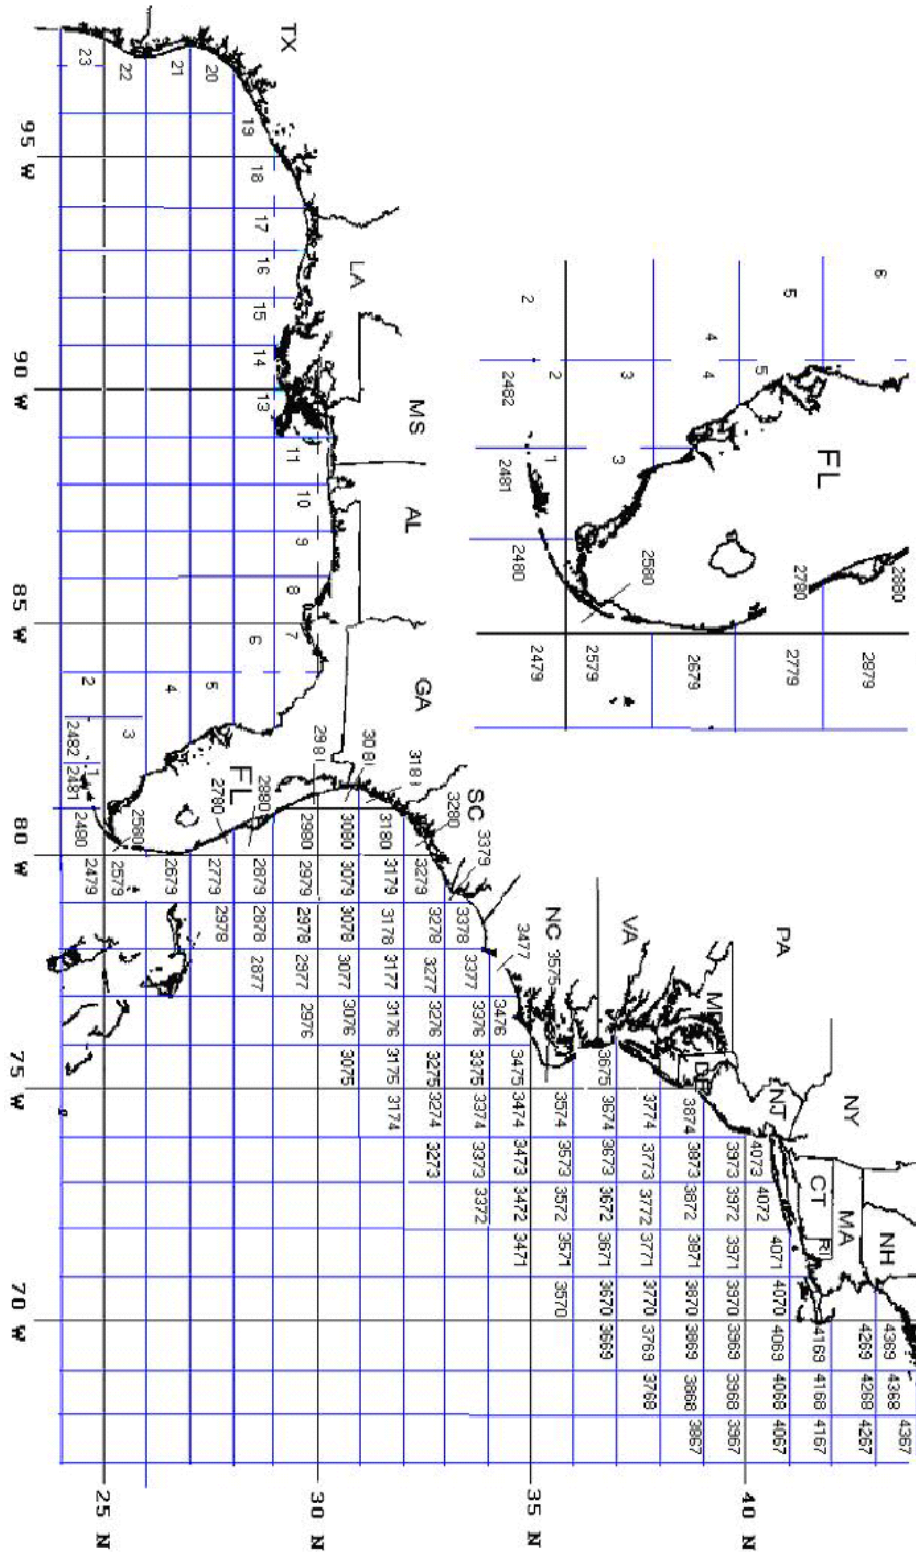 4367
6 2880 2979 NH 4369 4368
4269 4268 4267
NY MA
FL CT RI 4169 4168 4167
5 2780 2779 PA NJ
5 4073 4072 4071 4070 4069 4068 4067
40 N
4 4 2679 MD DE 3973 3972 3971 3970 3969 3968 3967
3874 3873 3872 3871 3870 3869 3868 3867
3 3 2580 VA 3774 3773 3772 3771 3770 3769 3768
2579 3675 3674 3673 3672 3671 3670 3669
2 1 NC 3575 3574 3573 3572 3571 3570
2 2482 2481 2480 2479 3477 3475 3474 3473 3472 3471
35 N
3476
SC 3379 3378 3377 3376 3375 3374 3373 3372
3280 3279 3278 3277 3276 3275 3274 3273
MS AL GA 3181 3180 3179 3178 3177 3176 3175 3174
LA 3081 3080 3079 3078 3077 3076 3075
30 N
2981 2980 2979 2978 2977 2976
TX 11 10 9 8 7
19 18 17 16 15 14 13 6 2880 2879 2878 2877
20 5 FL 2780 2779 2978
21 4 2679
22 3 2580 2579
25 N
23 2 1 2482 2481 2480 2479
95 W 90 W 85 W 80 W 75 W 70 W